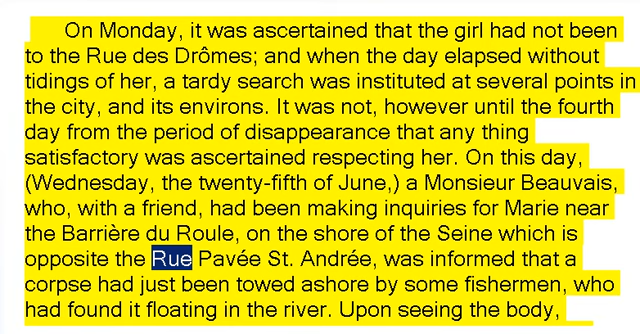 On Monday, it was ascertained that the girl had not been
to the Rue des Drômes; and when the day elapsed without
tidings of her, a tardy search was instituted at several points in
the city, and its environs. It was not, however until the fourth
day from the period of disappearance that any thing
satisfactory was ascertained respecting her. On this day,
(Wednesday, the twenty-fifth of June,) a Monsieur Beauvais,
who, with a friend, had been making inquiries for Marie near
the Barrière du Roule, on the shore of the Seine which is
opposite the Rue Pavée St. Andrée, was informed that a
corpse had just been towed ashore by some fishermen, who
had found it floating in the river. Upon seeing the body,